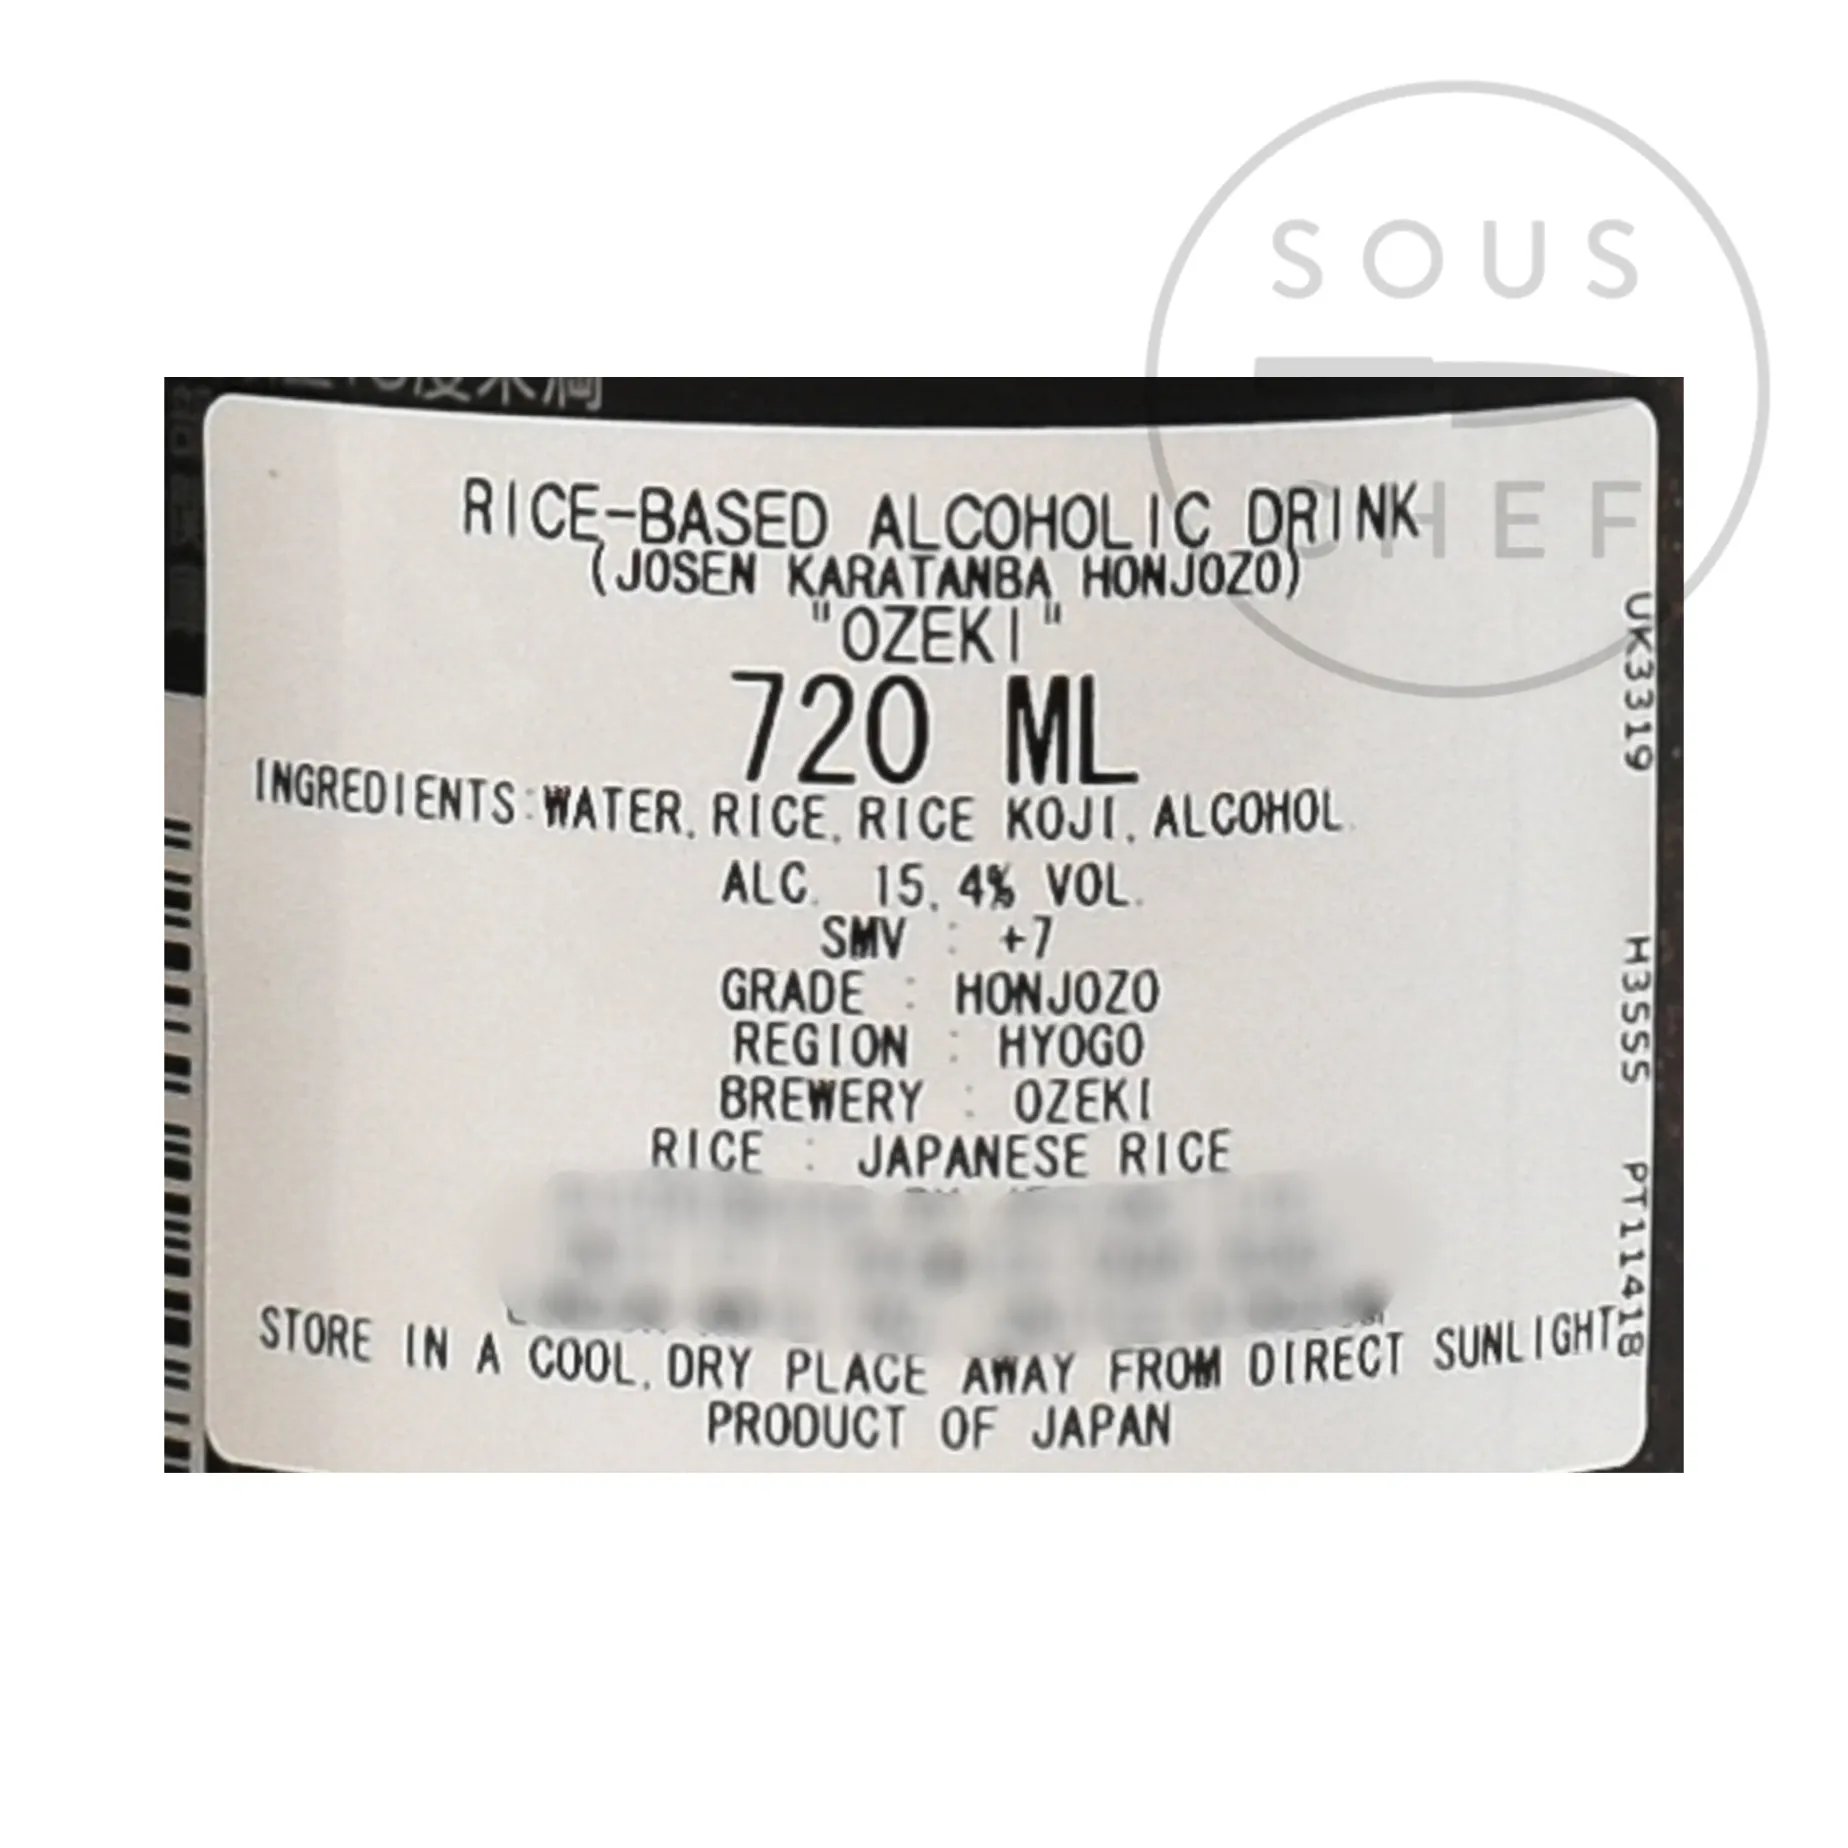 SOUS
CHEF
RICE-BASED ALCOHOLIC DRINK
(JOSEN KARATANBA HONJOZO)
"OZEKI"
720 ML
INGREDIENTS:WATER,RICE,RICE KOJI,ALCOHOL.
ALC. 15.4% VOL.
SMV : +7
GRADE : HONJOZO
REGION : HYOGO
BREWERY : OZEKI
RICE : JAPANESE RICE
STORE IN A COOL,DRY PLACE AWAY FROM DIRECT SUNLIGHT
PRODUCT OF JAPAN
UK3319 H3555 PT11418